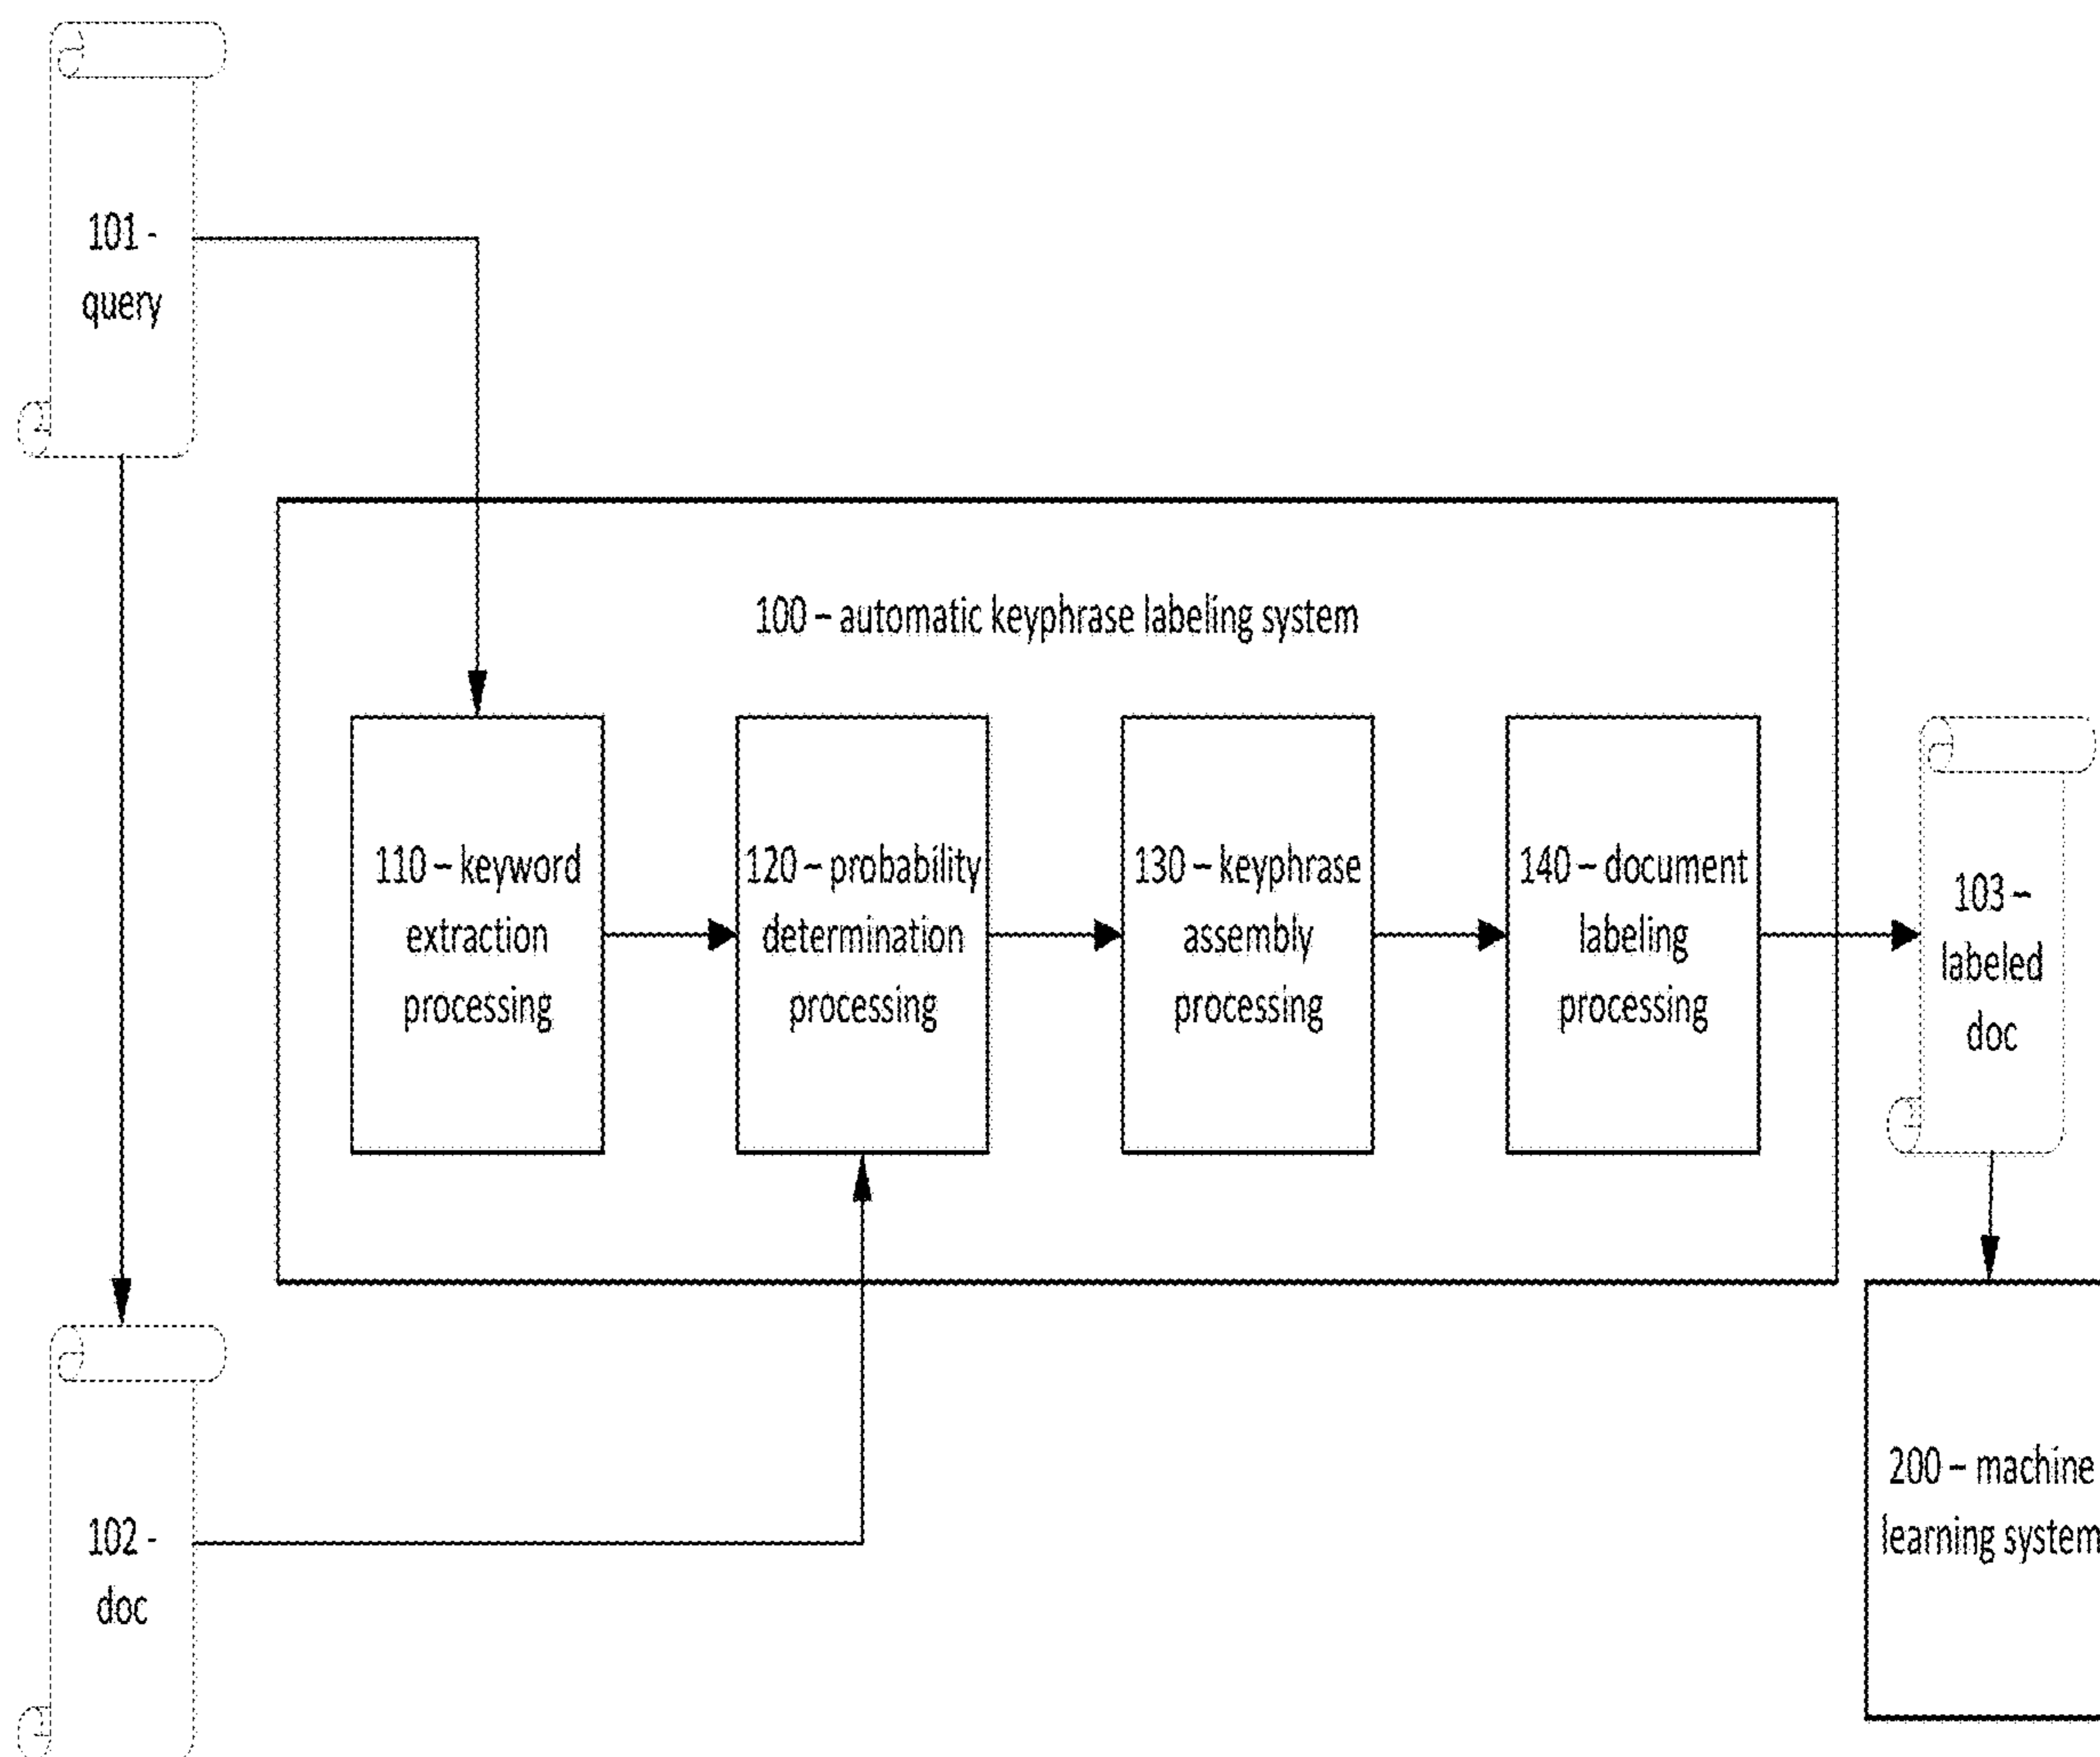 101 -
query
100 – automatic keyphrase labeling system
110 – keyword
extraction
processing
120 – probability
determination
processing
130 – keyphrase
assembly
processing
140 – document
labeling
processing
103 –
labeled
doc
102 -
doc
200 – machine
learning system